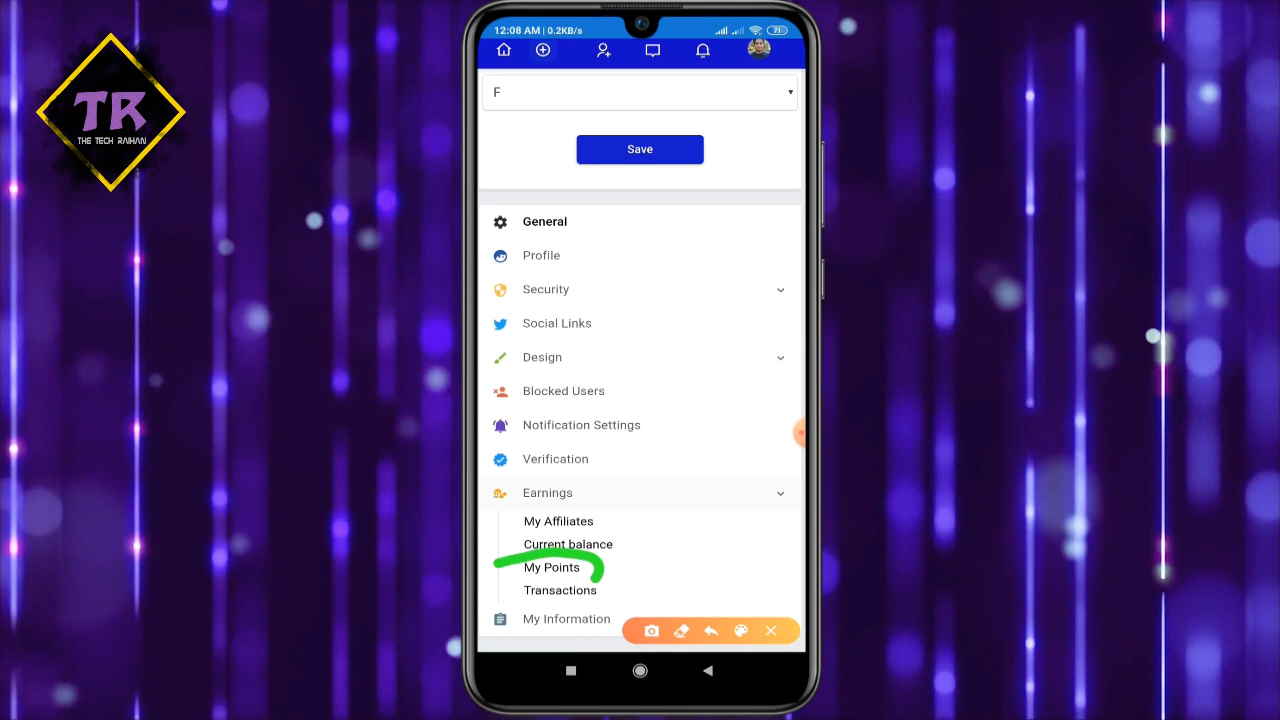 TR
THE TECH RAIHAN
12:08 AM | 0.2KB/s
71
F
Save
General
Profile
Security
Social Links
Design
Blocked Users
Notification Settings
Verification
Earnings
My Affiliates
Current balance
My Points
Transactions
My Information